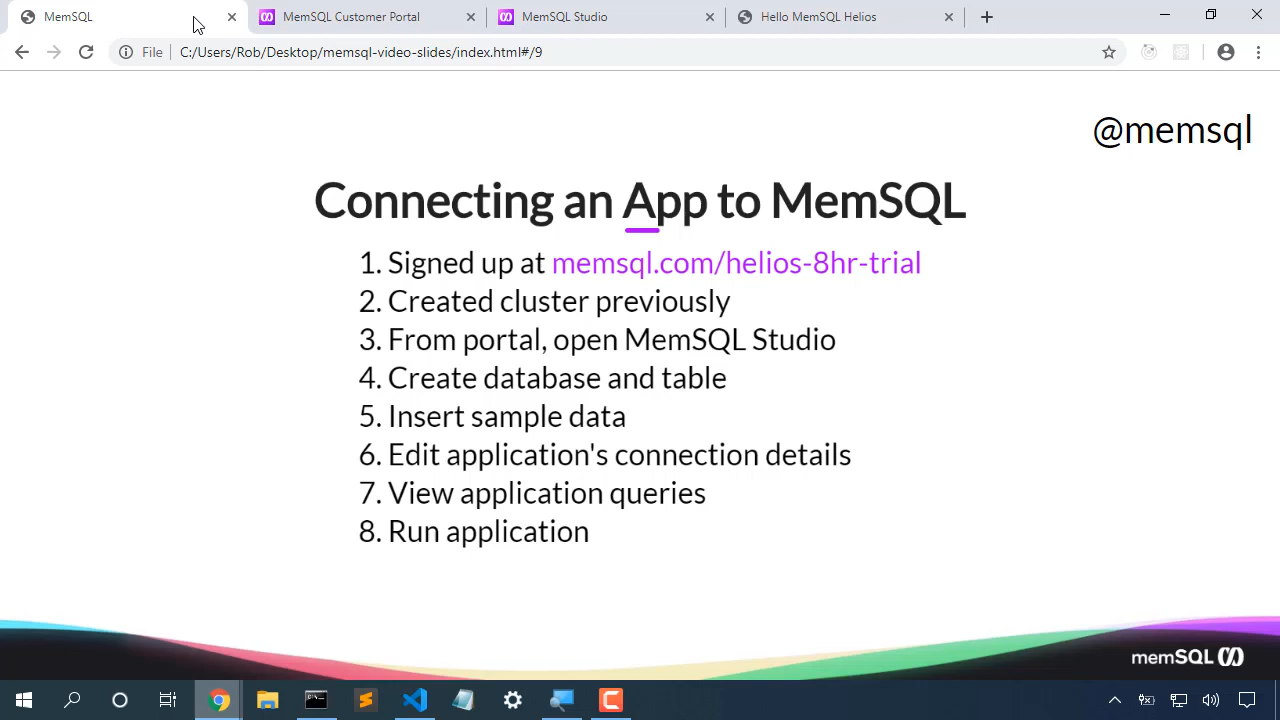 MemSQL
MemSQL Customer Portal
MemSQL Studio
Hello MemSQL Helios
File
C:/Users/Rob/Desktop/memsql-video-slides/index.html#/9
@memsql
Connecting an App to MemSQL
1. Signed up at memsql.com/helios-8hr-trial
2. Created cluster previously
3. From portal, open MemSQL Studio
4. Create database and table
5. Insert sample data
6. Edit application's connection details
7. View application queries
8. Run application
memSQL